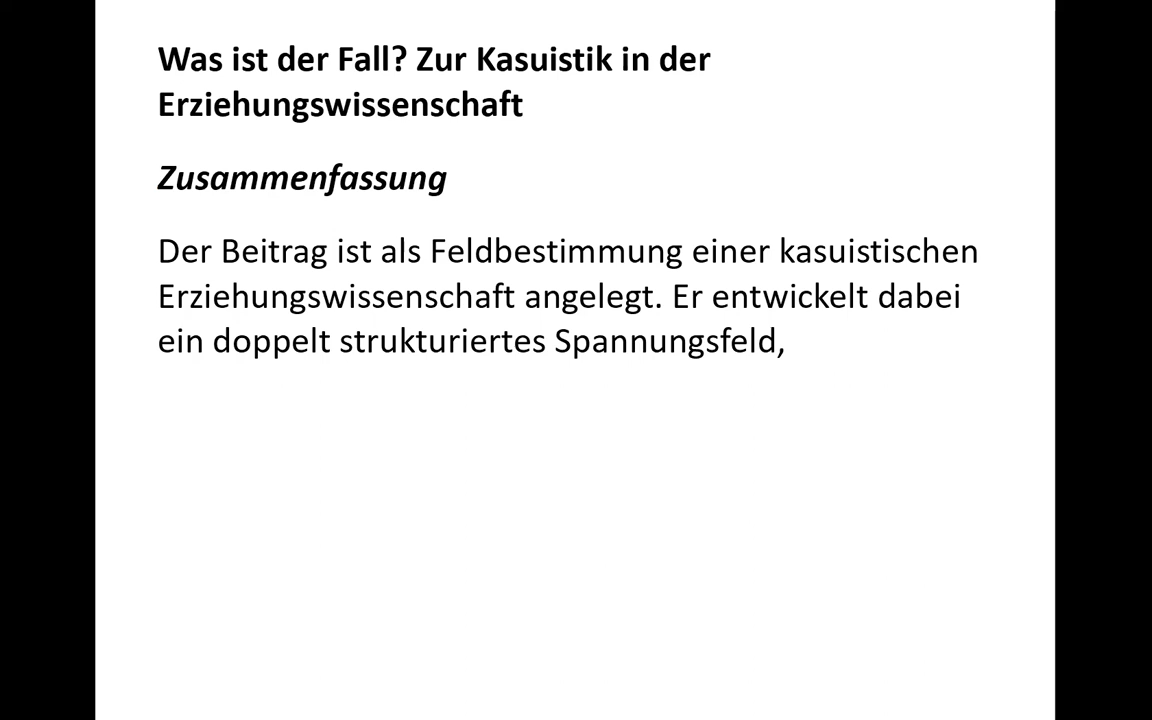 Was ist der Fall? Zur Kasuistik in der
Erziehungswissenschaft
Zusammenfassung
Der Beitrag ist als Feldbestimmung einer kasuistischen
Erziehungswissenschaft angelegt. Er entwickelt dabei
ein doppelt strukturiertes Spannungsfeld,